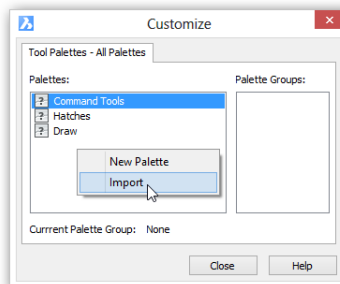 Customize
Tool Palettes - All Palettes
Palettes:
Palette Groups:
Command Tools
Hatches
Draw
New Palette
Import
Currrent Palette Group: None
Close
Help